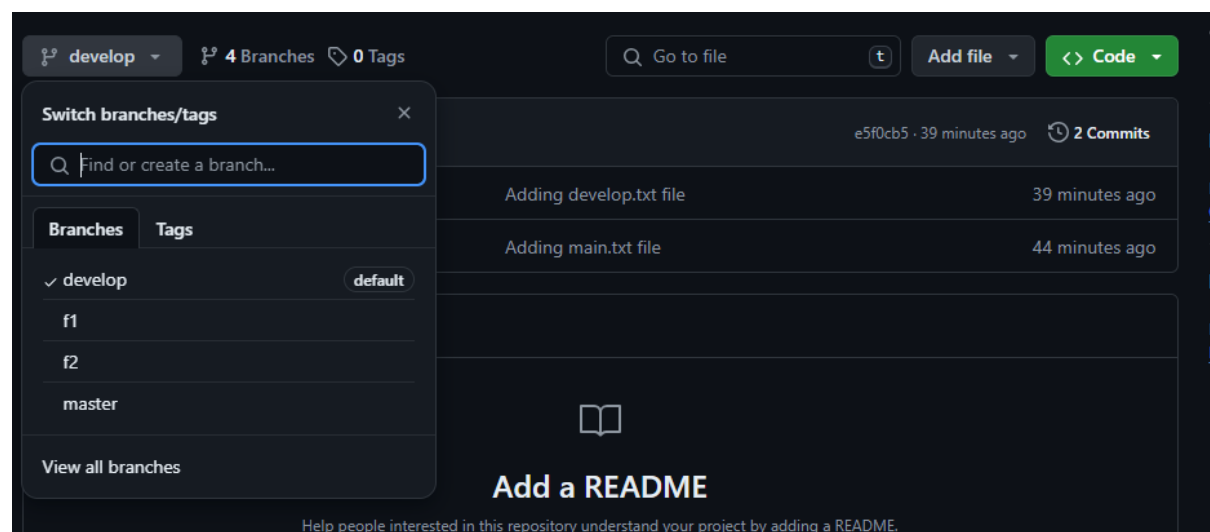 develop 4 Branches 0 Tags Go to file t Add file <> Code
Switch branches/tags
e5f0cb5 · 39 minutes ago 2 Commits
Find or create a branch...
Adding develop.txt file 39 minutes ago
Branches Tags
Adding main.txt file 44 minutes ago
develop default
f1
f2
master
View all branches
Add a README
Help people interested in this repository understand your project by adding a README.